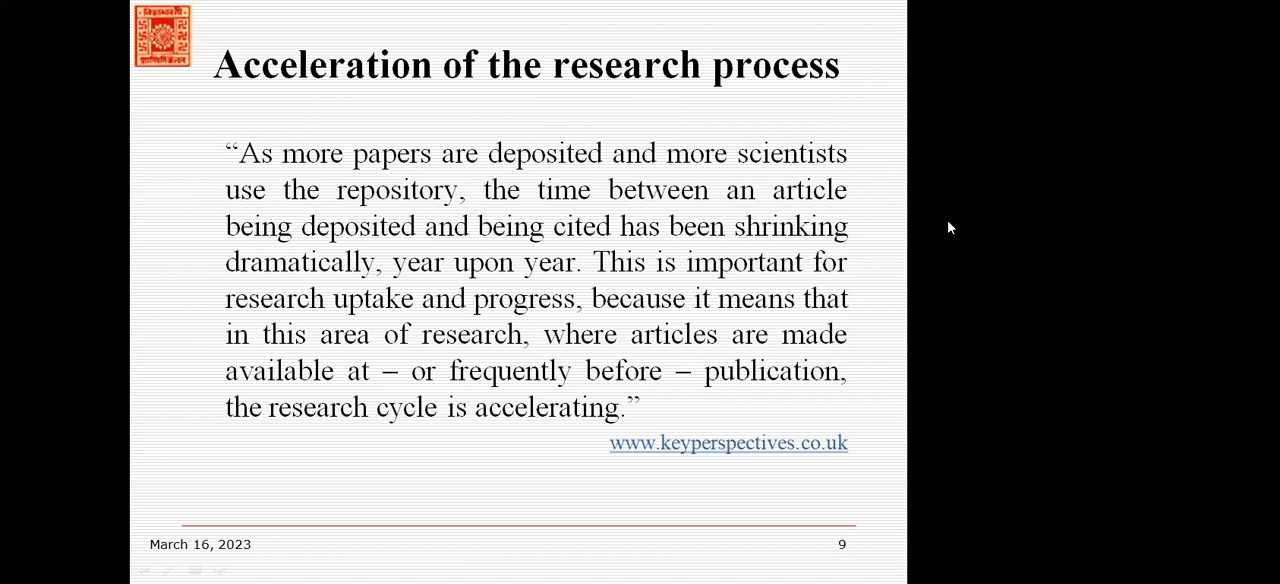 Acceleration of the research process
“As more papers are deposited and more scientists
use the repository, the time between an article
being deposited and being cited has been shrinking
dramatically, year upon year. This is important for
research uptake and progress, because it means that
in this area of research, where articles are made
available at – or frequently before – publication,
the research cycle is accelerating.”
www.keyperspectives.co.uk
March 16, 2023
9